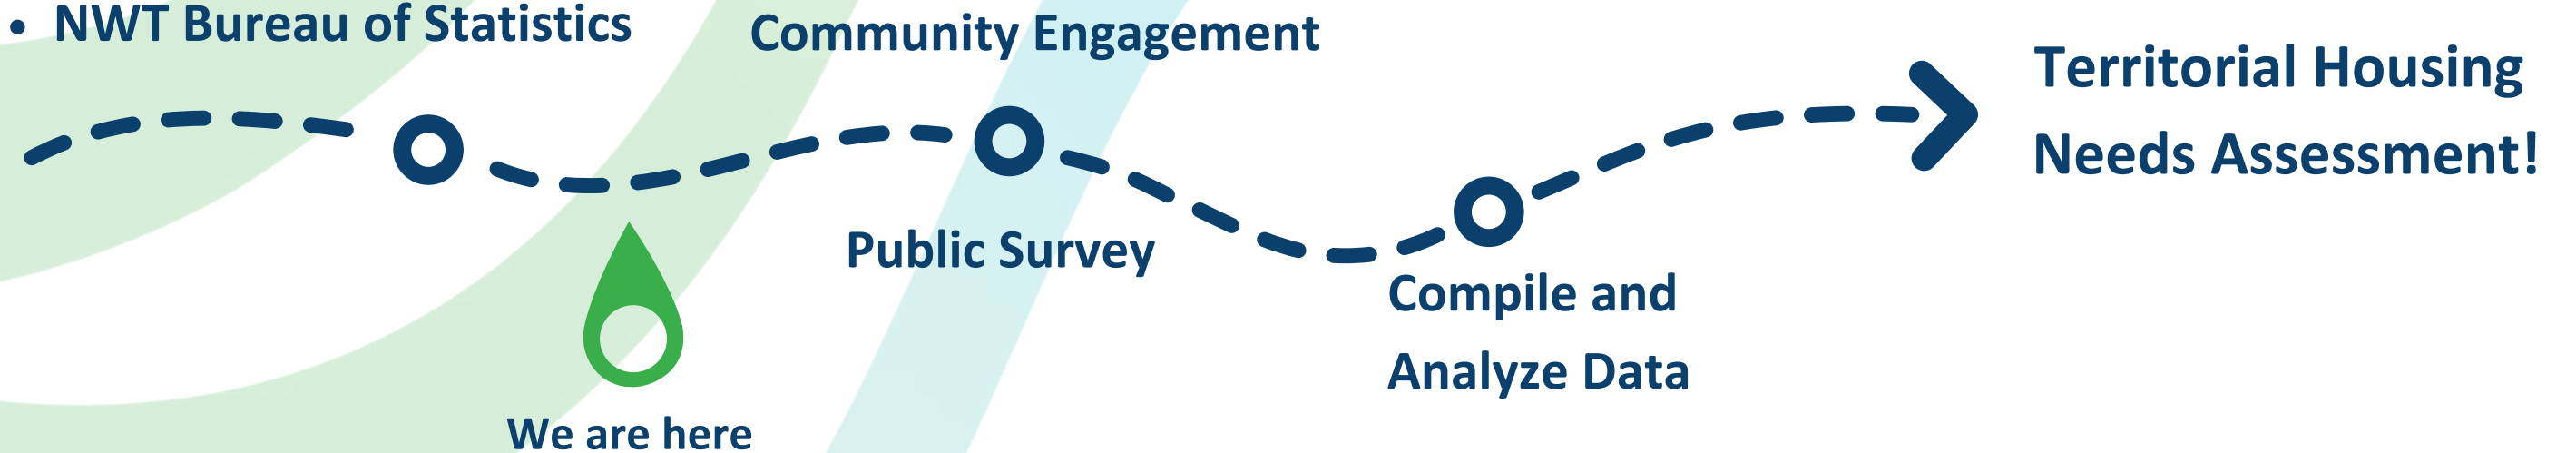 • NWT Bureau of Statistics
Community Engagement
Territorial Housing
Needs Assessment!
Public Survey
Compile and
Analyze Data
We are here